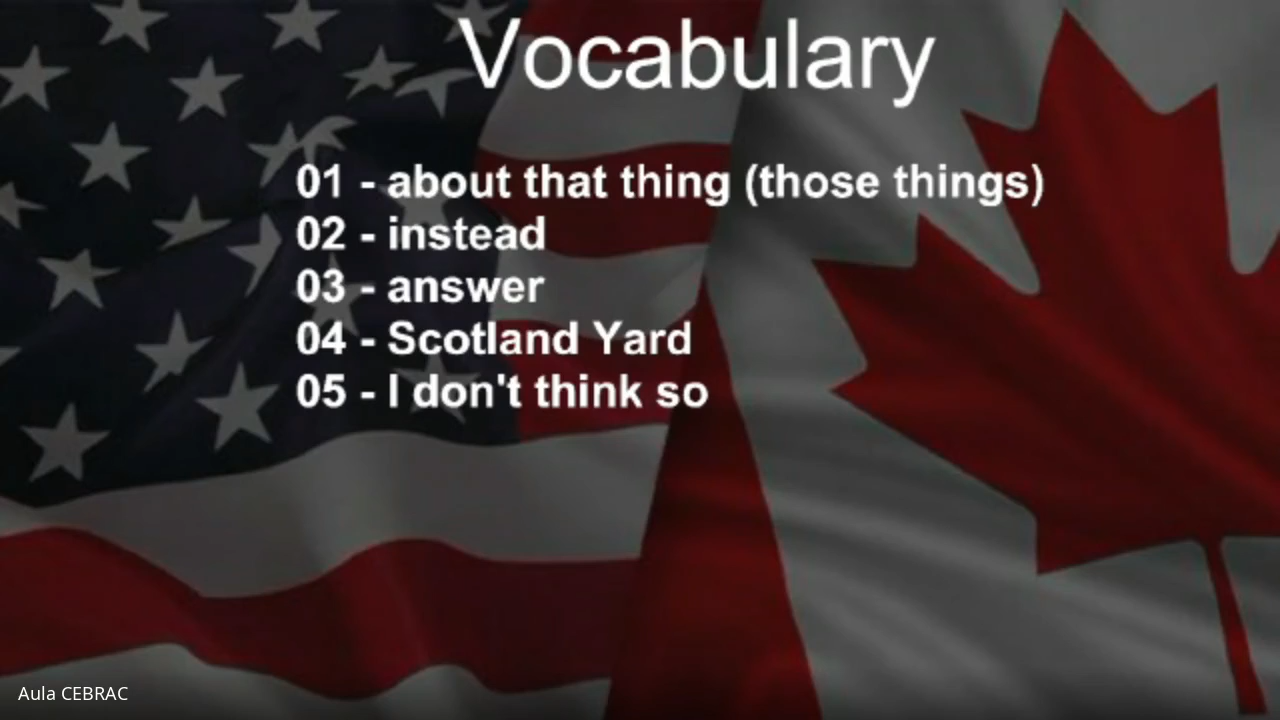 Vocabulary
01 - about that thing (those things)
02 - instead
03 - answer
04 - Scotland Yard
05 - I don't think so
Aula CEBRAC